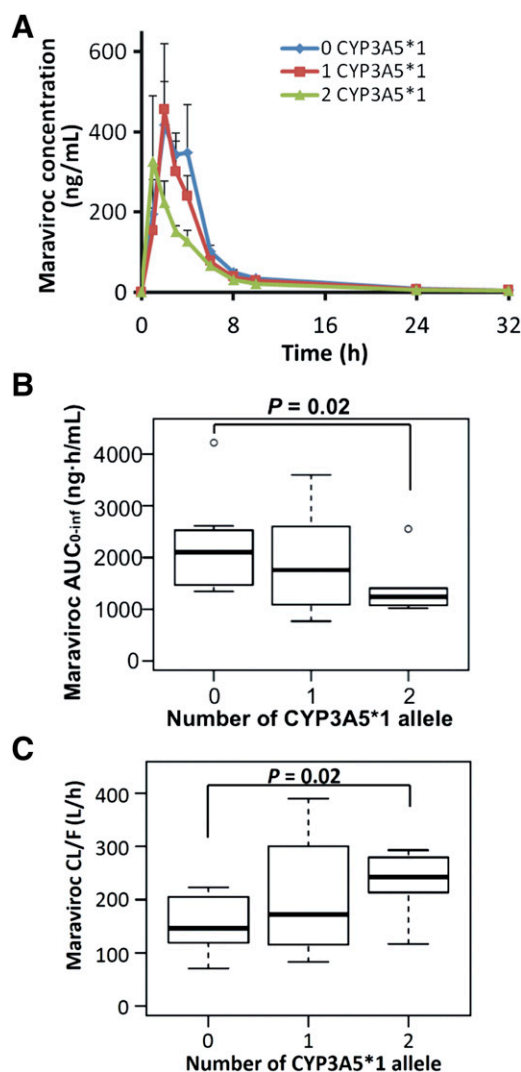 A
Maraviroc concentration
(ng/mL)
600
400
200
0
0 CYP3A5*1
1 CYP3A5*1
2 CYP3A5*1
0 8 16 24 32
Time (h)
B
P = 0.02
Maraviroc AUC0-inf (ng·h/mL)
4000
3000
2000
1000
0
0 1 2
Number of CYP3A5*1 allele
C
P = 0.02
Maraviroc CL/F (L/h)
400
300
200
100
0
0 1 2
Number of CYP3A5*1 allele